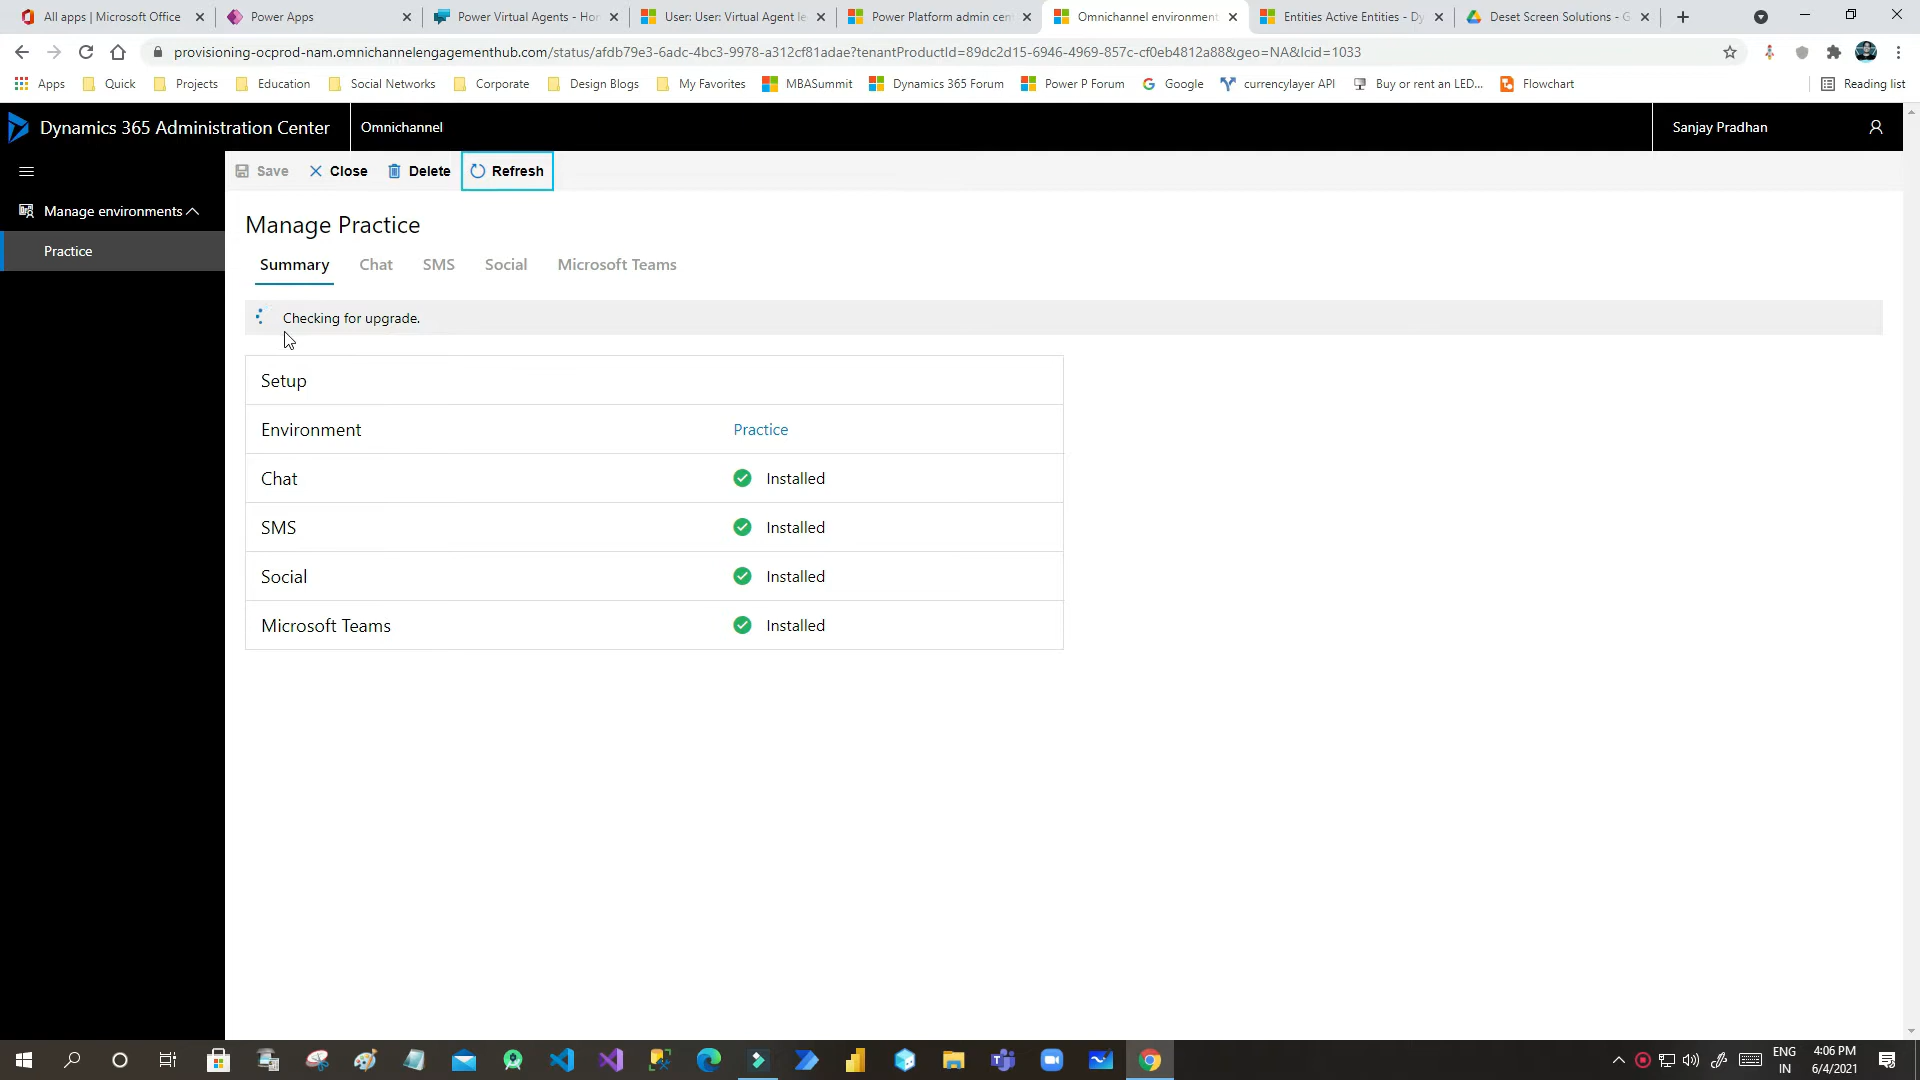 All apps | Microsoft Office
Power Apps
Power Virtual Agents - Ho
User: User: Virtual Agent le
Power Platform admin cen
Omnichannel environment
Entities Active Entities - Dy
Deset Screen Solutions - G
provisioning-ocprod-nam.omnichannelengagementhub.com/status/afdb79e3-6adc-4bc3-9978-a312cf81adae?tenantProductId=89dc2d15-6946-4969-857c-cf0eb4812a88&geo=NA&lcid=1033
Apps
Quick
Projects
Education
Social Networks
Corporate
Design Blogs
My Favorites
MBASummit
Dynamics 365 Forum
Power P Forum
Google
currencylayer API
Buy or rent an LED...
Flowchart
Reading list
Dynamics 365 Administration Center
Omnichannel
Sanjay Pradhan
Save
Close
Delete
Refresh
Manage environments
Practice
Manage Practice
Summary
Chat
SMS
Social
Microsoft Teams
Checking for upgrade.
Setup
Environment
Practice
Chat
Installed
SMS
Installed
Social
Installed
Microsoft Teams
Installed
ENG
IN
4:06 PM
6/4/2021